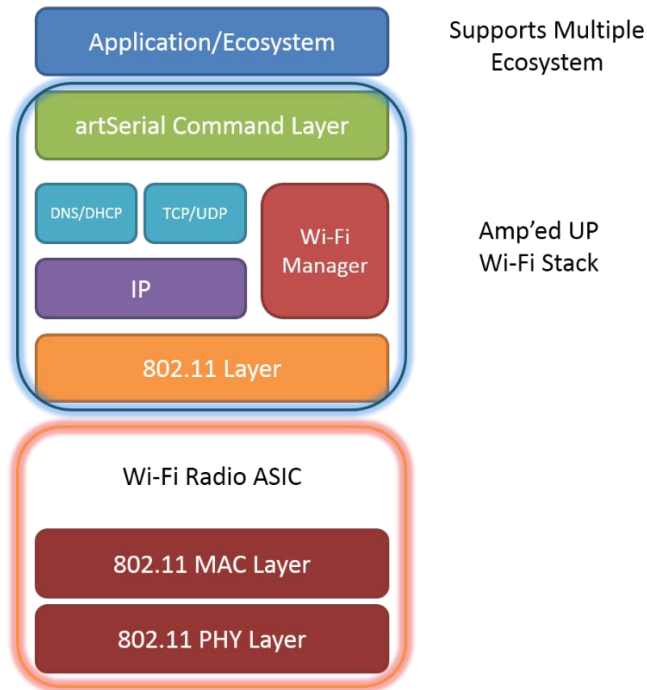 Application/Ecosystem
Supports Multiple
Ecosystem
artSerial Command Layer
DNS/DHCP
TCP/UDP
Wi-Fi
Manager
IP
Amp'ed UP
Wi-Fi Stack
802.11 Layer
Wi-Fi Radio ASIC
802.11 MAC Layer
802.11 PHY Layer